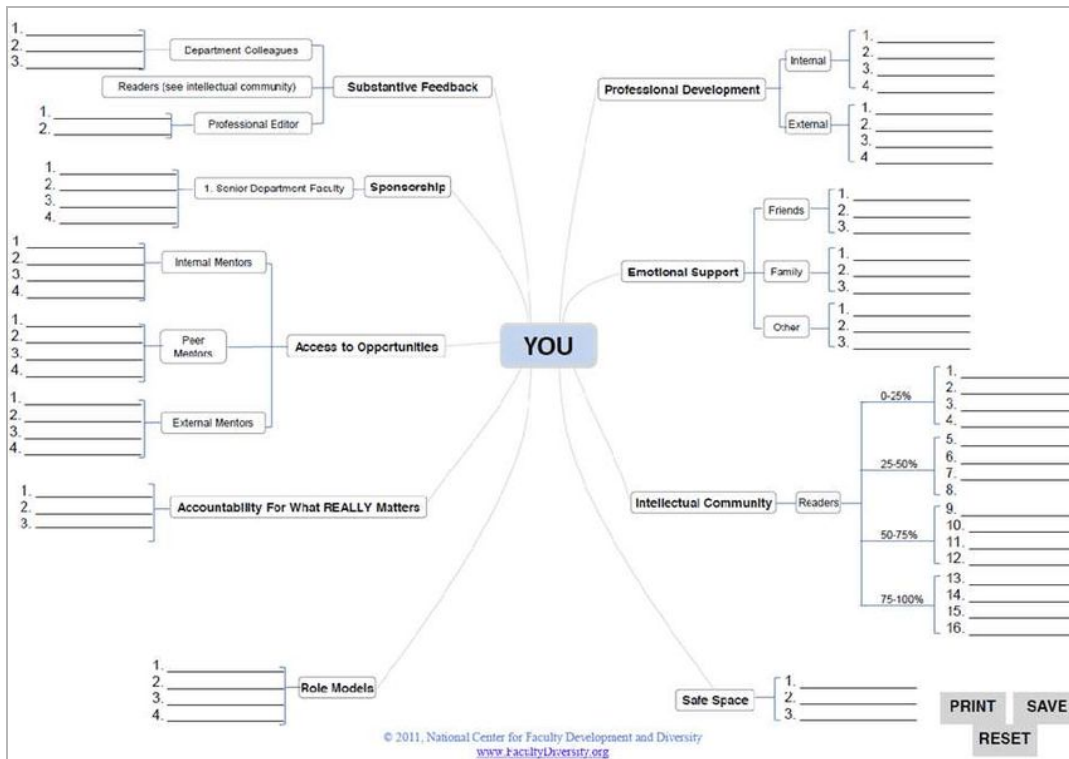 1.
2.
3.
Department Colleagues
Readers (see intellectual community)
1.
2.
Professional Editor
Substantive Feedback
1.
2.
3.
4.
1. Senior Department Faculty
Sponsorship
1
2
3.
4.
Internal Mentors
1.
2.
3.
4.
Peer
Mentors
1.
2.
3.
4.
External Mentors
Access to Opportunities
1.
2.
3.
Accountability For What REALLY Matters
1.
2.
3.
4.
Role Models
YOU
Professional Development
Internal
1.
2.
3.
4.
External
1.
2.
3.
4
Emotional Support
Friends
1.
2.
3.
Family
1.
2.
3.
Other
1.
2.
3.
Intellectual Community
Readers
0-25%
1.
2.
3.
4.
25-50%
5.
6.
7.
8.
50-75%
9.
10.
11.
12.
75-100%
13.
14.
15.
16.
Safe Space
1.
2.
3.
PRINT
SAVE
RESET
© 2011, National Center for Faculty Development and Diversity
www.FacultyDiversity.org